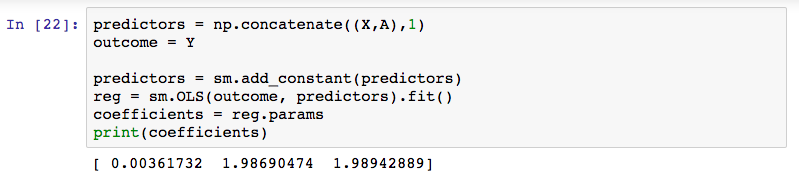 In [22]: predictors = np.concatenate((X,A),1)
outcome = Y
predictors = sm.add_constant(predictors)
reg = sm.OLS(outcome, predictors).fit()
coefficients = reg.params
print(coefficients)
[ 0.00361732  1.98690474  1.98942889]